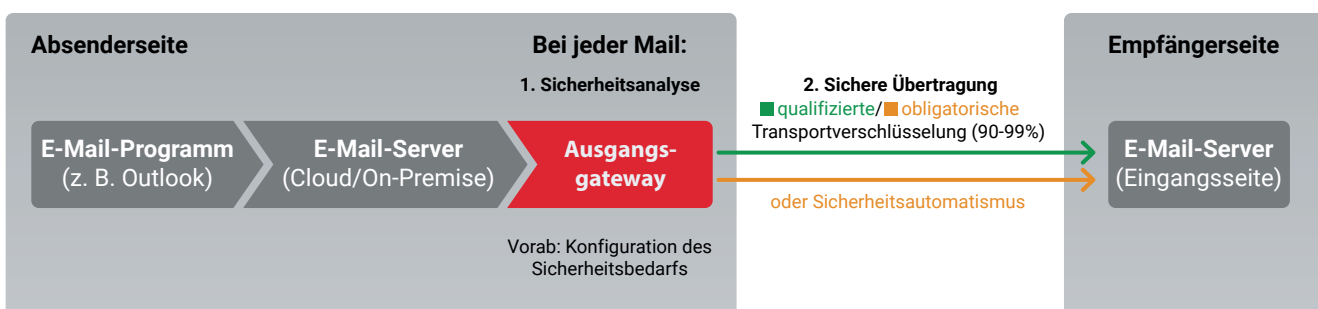 Absenderseite
Bei jeder Mail:
1. Sicherheitsanalyse
E-Mail-Programm
(z. B. Outlook)
E-Mail-Server
(Cloud/On-Premise)
Ausgangs-
gateway
Vorab: Konfiguration des
Sicherheitsbedarfs
2. Sichere Übertragung
qualifizierte/ obligatorische
Transportverschlüsselung (90-99%)
oder Sicherheitsautomatismus
Empfängerseite
E-Mail-Server
(Eingangsseite)